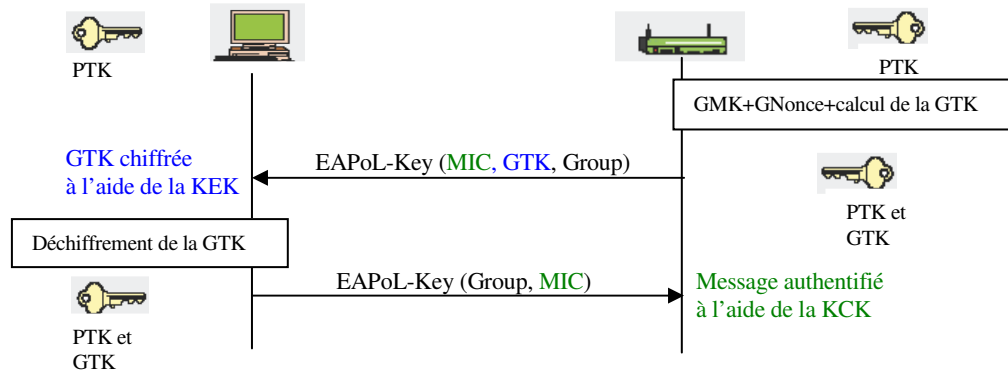 PTK
PTK
GMK+GNonce+calcul de la GTK
GTK chiffrée
à l'aide de la KEK
EAPoL-Key (MIC, GTK, Group)
PTK et
GTK
Déchiffrement de la GTK
EAPoL-Key (Group, MIC)
Message authentifié
à l'aide de la KCK
PTK et
GTK